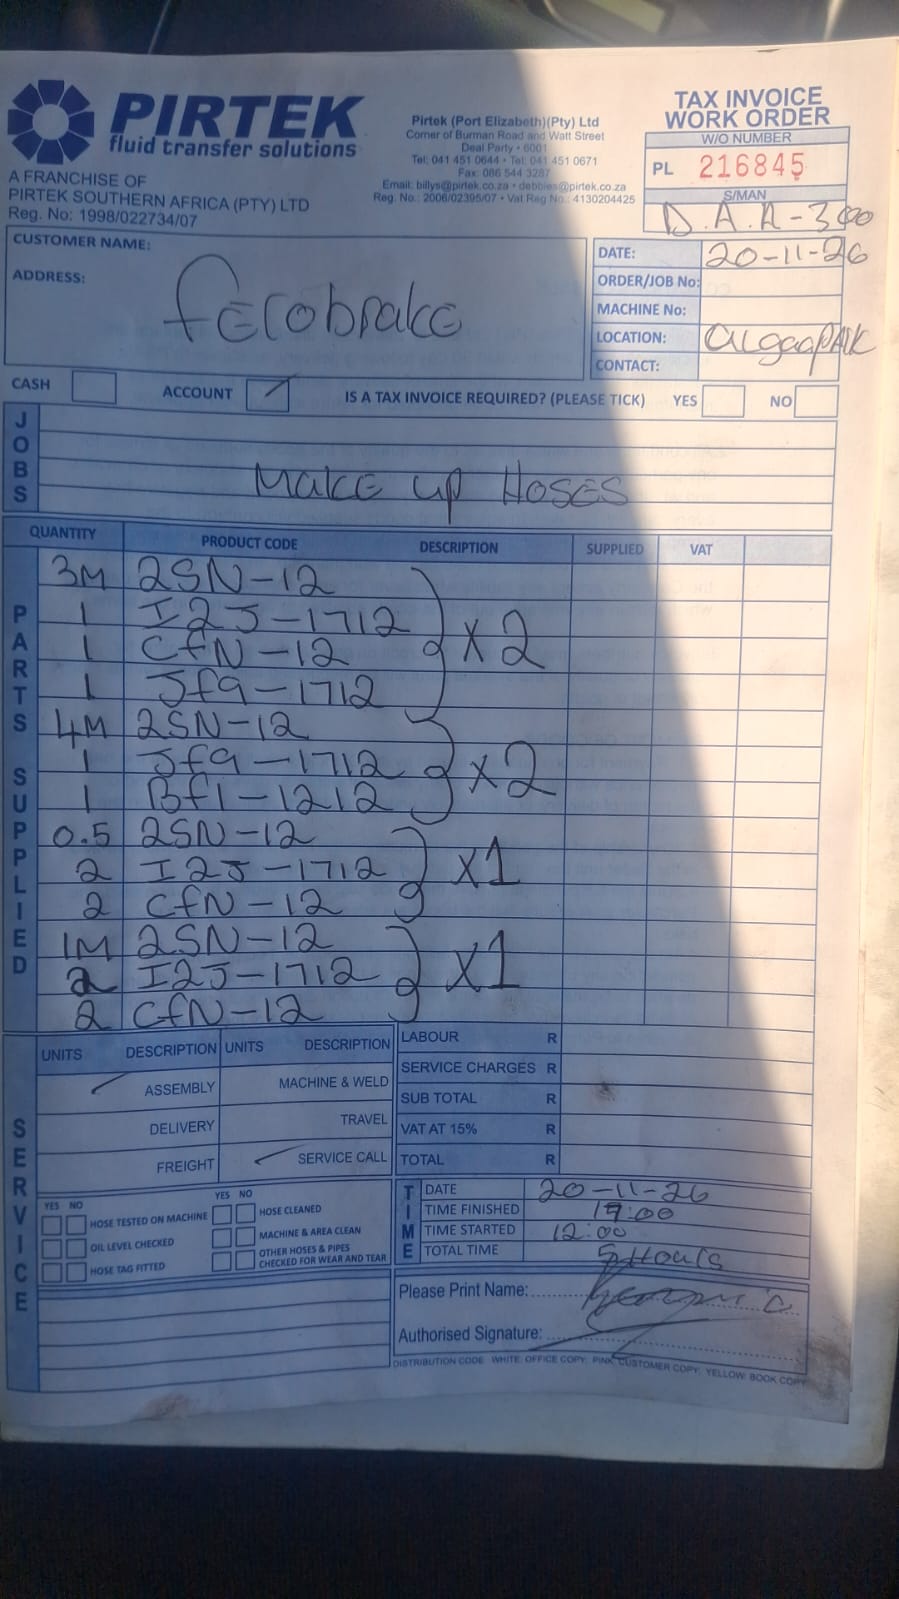 PIRTEK
fluid transfer solutions
A FRANCHISE OF
PIRTEK SOUTHERN AFRICA (PTY) LTD
Reg. No: 1998/022734/07
Pirtek (Port Elizabeth)(Pty) Ltd
Corner of Burman Road and Watt Street
Deal Party • 6001
Tel: 041 451 0644 • Tel: 041 451 0671
Fax: 086 544 3287
Email: billys@pirtek.co.za • debbies@pirtek.co.za
Reg. No.: 2006/02395/07 • Vat Reg No.: 4130204425
TAX INVOICE
WORK ORDER
W/O NUMBER
PL 216845
S/MAN
D.A.R-300
CUSTOMER NAME:
ADDRESS:
ferobrake
DATE: 20-11-26
ORDER/JOB No:
MACHINE No:
LOCATION:
CONTACT:
CASH ACCOUNT IS A TAX INVOICE REQUIRED? (PLEASE TICK) YES NO
JOBS
Make up Hoses
QUANTITY PRODUCT CODE DESCRIPTION SUPPLIED VAT
PARTS SUPPLIED
3M 2SN-12
1 I2J-1712
1 CfN-12 x2
1 Jf9-1712
4M 2SN-12
1 Jf9-1712 x2
1 Bf1-1212
0.5 2SN-12
2 I2J-1712 x1
2 CfN-12
1M 2SN-12
2 I2J-1712 x1
2 CfN-12
SERVICE
UNITS DESCRIPTION UNITS DESCRIPTION
ASSEMBLY MACHINE & WELD
DELIVERY TRAVEL
FREIGHT SERVICE CALL
LABOUR R
SERVICE CHARGES R
SUB TOTAL R
VAT AT 15% R
TOTAL R
YES NO YES NO
HOSE TESTED ON MACHINE HOSE CLEANED
OIL LEVEL CHECKED MACHINE & AREA CLEAN
HOSE TAG FITTED OTHER HOSES & PIPES
CHECKED FOR WEAR AND TEAR
TIME
DATE 20-11-26
TIME FINISHED
TIME STARTED 12:00
TOTAL TIME Hours
Please Print Name:
Authorised Signature:
DISTRIBUTION CODE WHITE: OFFICE COPY: PINK: CUSTOMER COPY: YELLOW: BOOK COPY